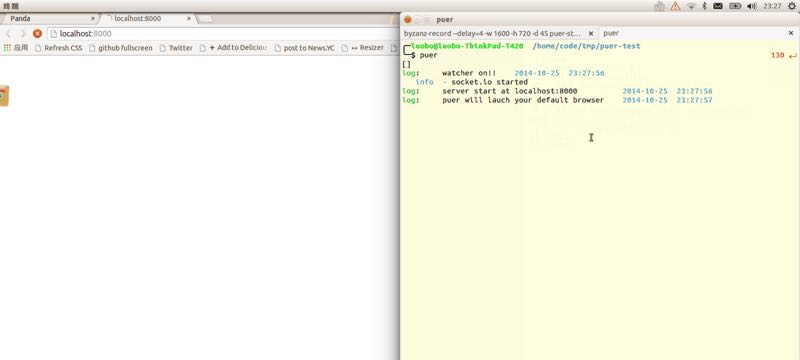 终端
23:27
Panda
localhost:8000
localhost:8000
应用
Refresh CSS
github fullscreen
Twitter
+ Add to Deliciou
post to News.YC
↔ Resizer
puer
byzanz-record --delay=4 -w 1600 -h 720 -d 45 puer-st...
puer
luobo@luobo-ThinkPad-T420 /home/code/tmp/puer-test
$ puer 130 ↵
[]
log: watcher on!! 2014-10-25 23:27:56
info - socket.io started
log: server start at localhost:8000 2014-10-25 23:27:56
log: puer will lauch your default browser 2014-10-25 23:27:57